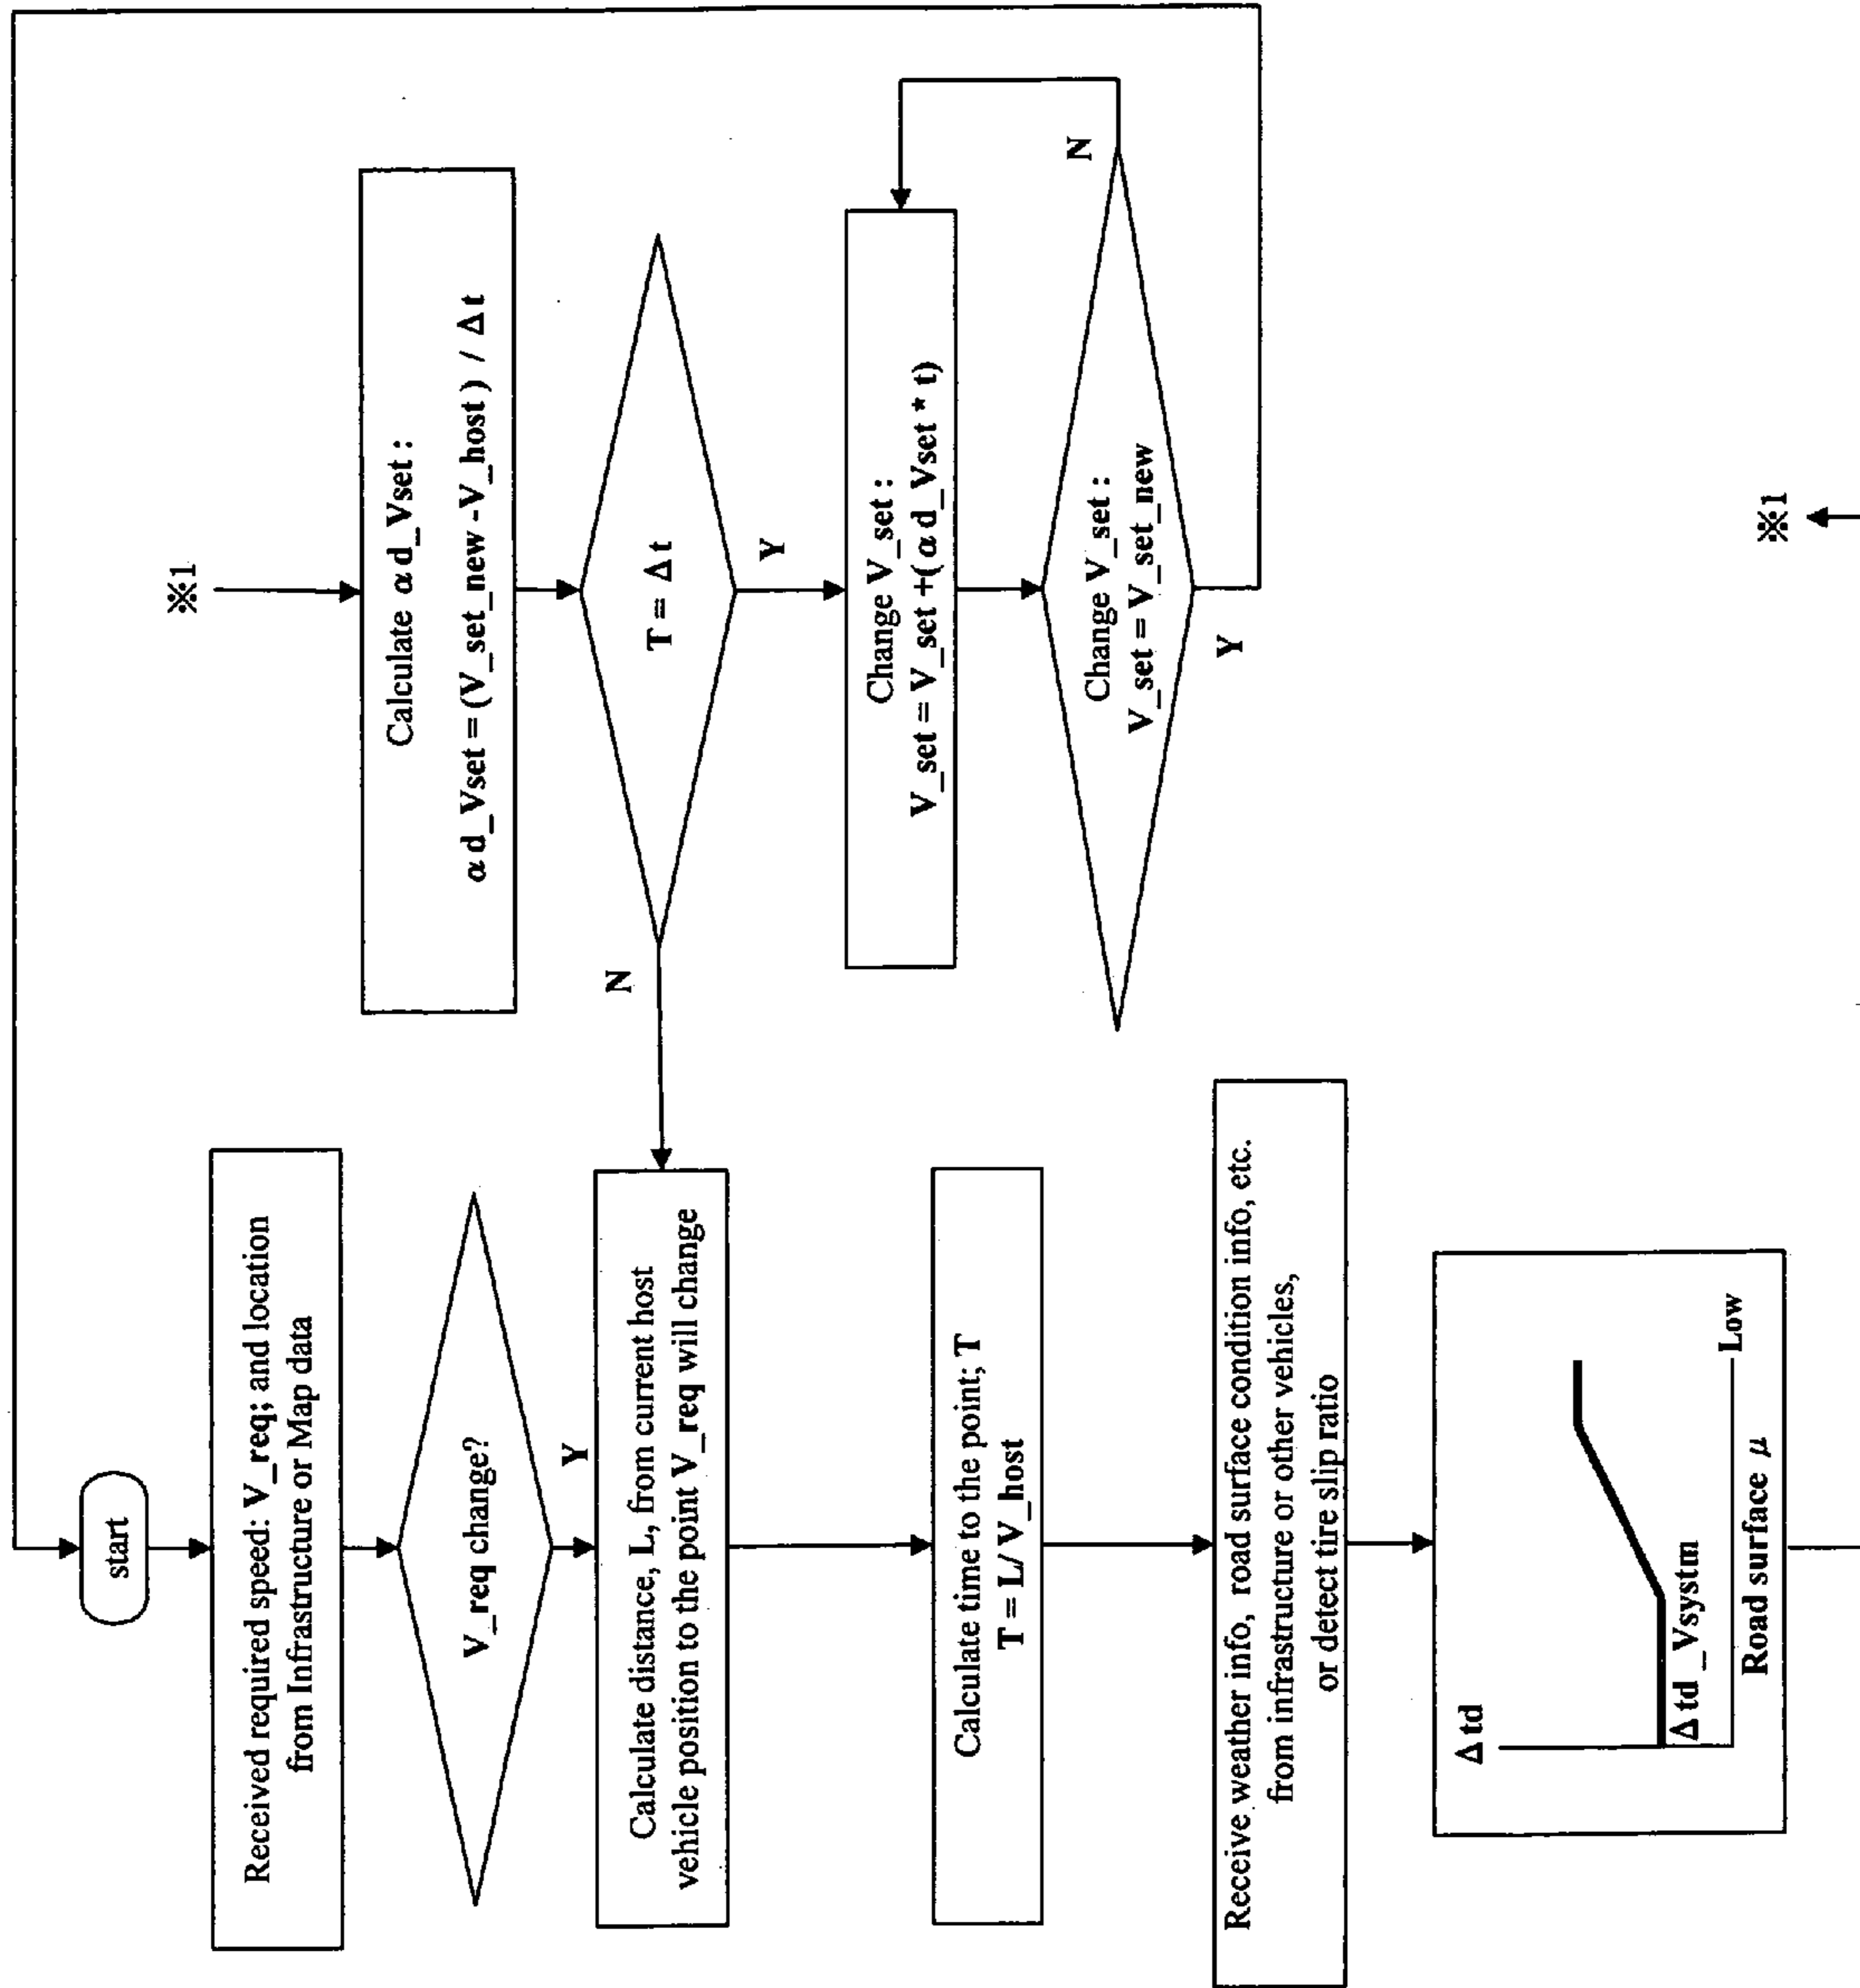 start
Received required speed: V_req; and location
from Infrastructure or Map data
V_req change?
Y
Calculate distance, L, from current host
vehicle position to the point V_req will change
Calculate time to the point; T
T = L/ V_host
Receive weather info, road surface condition info, etc.
from infrastructure or other vehicles,
or detect tire slip ratio
Δ td
Δ td _Vsystm
Low
Road surface μ
※1
※1
Calculate α d_Vset :
α d_Vset = (V_set_new -V_host ) / Δ t
T = Δ t
N
Y
Change V_set :
V_set = V_set +( α d_Vset * t)
Change V_set :
V_set = V_set_new
N
Y